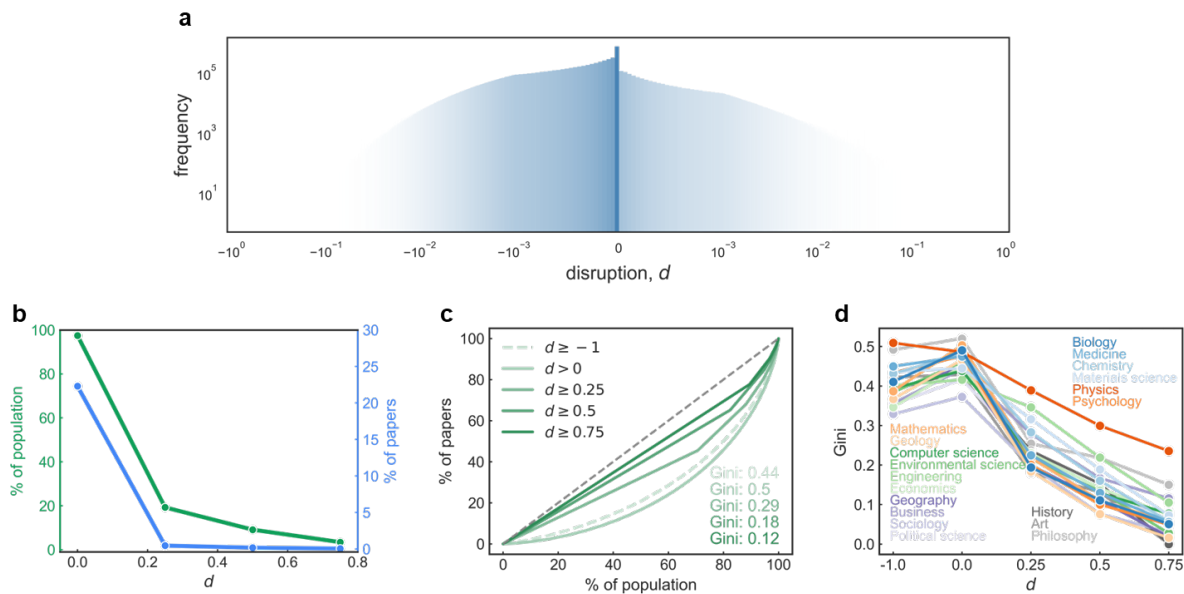 a
frequency
10^5
10^3
10^1
−10^0
−10^−1
−10^−2
−10^−3
0
10^−3
10^−2
10^−1
10^0
disruption, d
b
% of population
100
80
60
40
20
0
30
25
20
15
10
5
0
% of papers
0.0
0.2
0.4
0.6
0.8
d
c
% of papers
100
80
60
40
20
0
d ≥ −1
d > 0
d ≥ 0.25
d ≥ 0.5
d ≥ 0.75
Gini: 0.44
Gini: 0.5
Gini: 0.29
Gini: 0.18
Gini: 0.12
0
20
40
60
80
100
% of population
d
Gini
0.5
0.4
0.3
0.2
0.1
0.0
Biology
Medicine
Chemistry
Materials science
Physics
Psychology
Mathematics
Geology
Computer science
Environmental science
Engineering
Economics
Geography
Business
Sociology
Political science
History
Art
Philosophy
-1.0
0.0
0.25
0.5
0.75
d